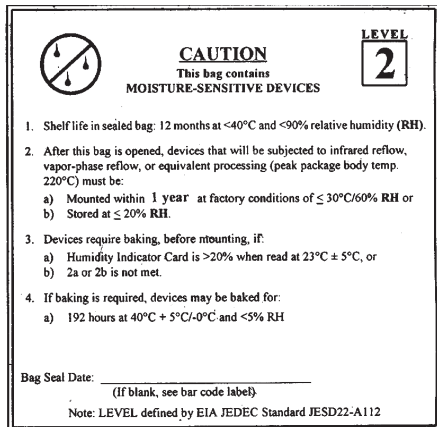 LEVEL
2
CAUTION
This bag contains
MOISTURE-SENSITIVE DEVICES
1. Shelf life in sealed bag: 12 months at <40°C and <90% relative humidity (RH).
2. After this bag is opened, devices that will be subjected to infrared reflow,
vapor-phase reflow, or equivalent processing (peak package body temp.
220°C) must be:
a) Mounted within 1 year at factory conditions of ≤ 30°C/60% RH or
b) Stored at ≤ 20% RH.
3. Devices require baking, before mounting, if:
a) Humidity Indicator Card is >20% when read at 23°C ± 5°C, or
b) 2a or 2b is not met.
4. If baking is required, devices may be baked for:
a) 192 hours at 40°C + 5°C/-0°C and <5% RH
Bag Seal Date:
(If blank, see bar code label)
Note: LEVEL defined by EIA JEDEC Standard JESD22-A112